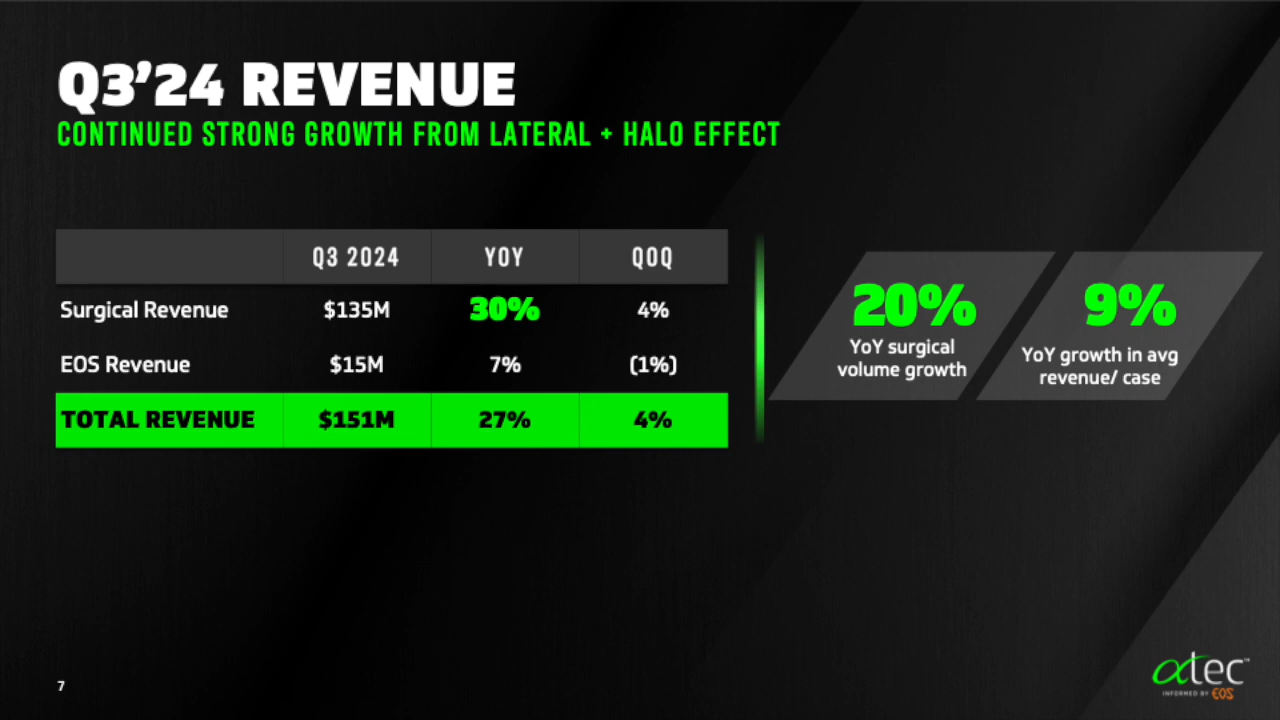 Q3’24 REVENUE
CONTINUED STRONG GROWTH FROM LATERAL + HALO EFFECT
Q3 2024 YOY QOQ
Surgical Revenue $135M 30% 4%
EOS Revenue $15M 7% (1%)
TOTAL REVENUE $151M 27% 4%
20%
YoY surgical
volume growth
9%
YoY growth in avg
revenue/ case
7
atec™
INFORMED BY EOS